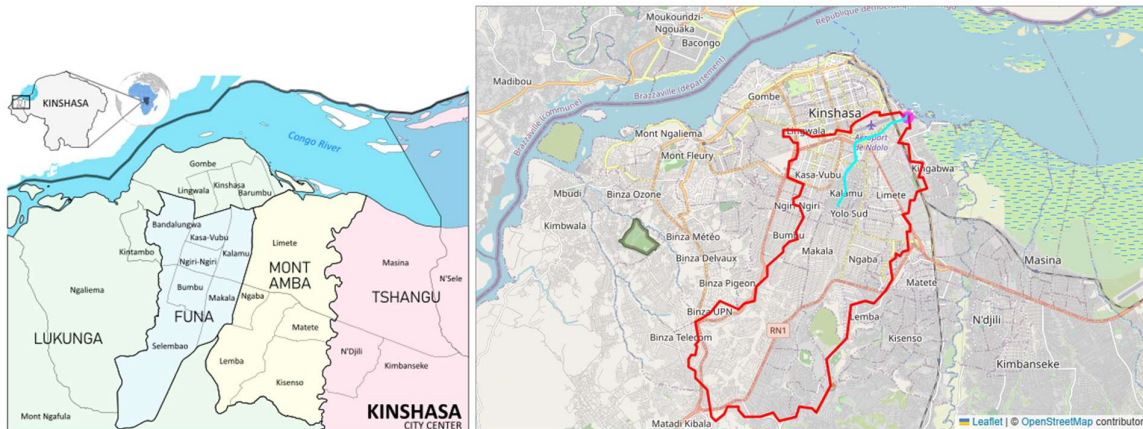 KINSHASA
Congo River
Gombe
Lingwala
Kinshasa
Barumbu
Bandalungwa
Kintambo
Kasa-Vubu
Kalamu
Limete
Ngiri-Ngiri
Masina
N'Sele
Ngaliema
Bumbu
Makala
Ngaba
MONT
AMBA
TSHANGU
FUNA
LUKUNGA
Matete
Selembao
Lemba
N'Djili
Kimbanseke
Kisenso
Mont Ngafula
KINSHASA
CITY CENTER
Moukoundzi-
Ngouaka
Bacongo
Madibou
République démocratique
Brazzaville (département)
Brazzaville (commune)
Gombe
Kinshasa
Lingwala
Aéroport
de Ndolo
Mont Ngaliema
Mont Fleury
Kingabwa
Kasa-Vubu
Kalamu
Limete
Mbudi
Binza Ozone
Ngiri-Ngiri
Yolo Sud
Kimbwala
Binza Météo
Bumbu
Makala
Binza Delvaux
Ngaba
Masina
Matete
Binza Pigeon
Binza UPN
Lemba
N'djili
RN1
Binza Telecom
Kisenso
Kimbanseke
Matadi Kibala
Leaflet | © OpenStreetMap contributor